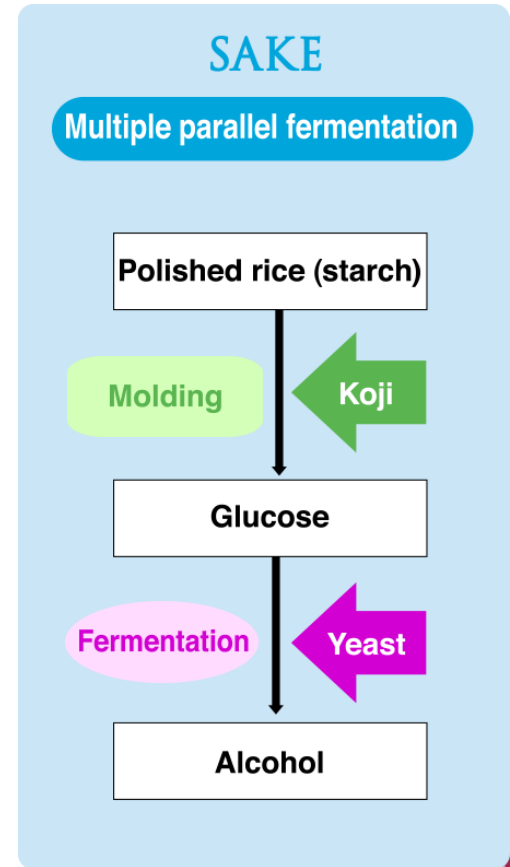 SAKE
Multiple parallel fermentation
Polished rice (starch)
Molding
Koji
Glucose
Fermentation
Yeast
Alcohol